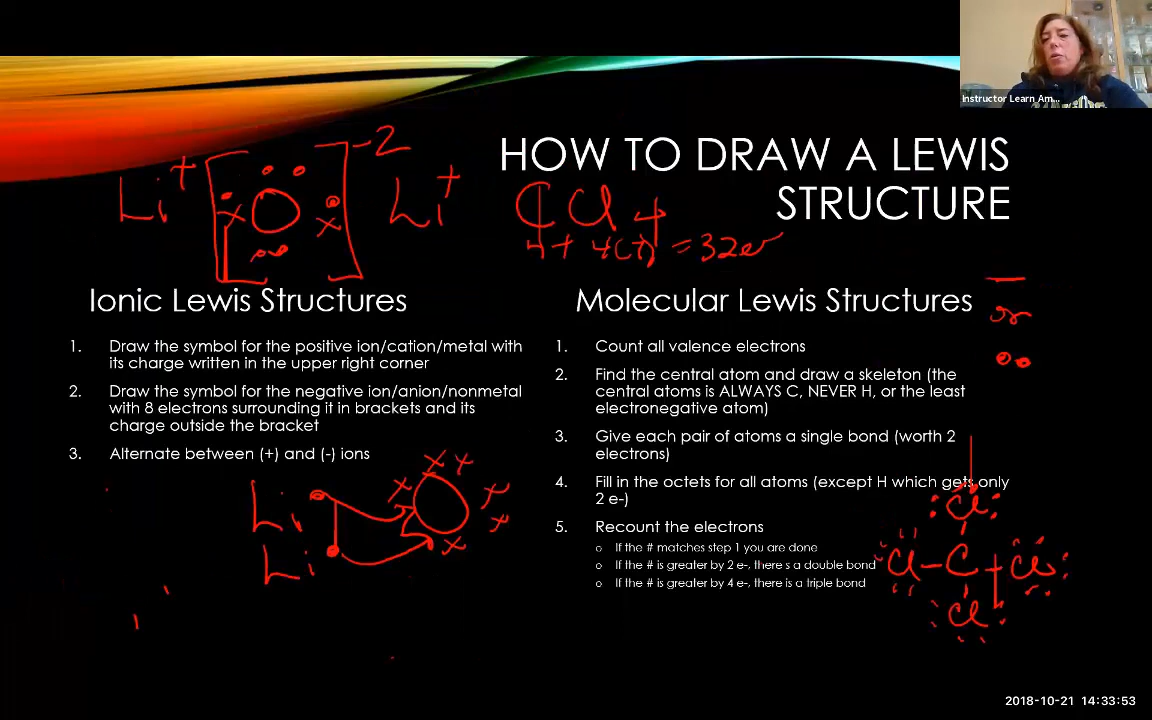 Instructor Learn Am...
HOW TO DRAW A LEWIS
STRUCTURE
Li+ [O]-2 Li+
CCl4
4+ 4(7) = 32e-
Ionic Lewis Structures
1. Draw the symbol for the positive ion/cation/metal with
its charge written in the upper right corner
2. Draw the symbol for the negative ion/anion/nonmetal
with 8 electrons surrounding it in brackets and its
charge outside the bracket
3. Alternate between (+) and (-) ions
Li
Li
O
Molecular Lewis Structures
or
1. Count all valence electrons
2. Find the central atom and draw a skeleton (the
central atoms is ALWAYS C, NEVER H, or the least
electronegative atom)
3. Give each pair of atoms a single bond (worth 2
electrons)
4. Fill in the octets for all atoms (except H which gets only
2 e-)
5. Recount the electrons
o If the # matches step 1 you are done
o If the # is greater by 2 e-, there s a double bond
o If the # is greater by 4 e-, there is a triple bond
Cl
Cl C Cl
Cl
2018-10-21 14:33:53